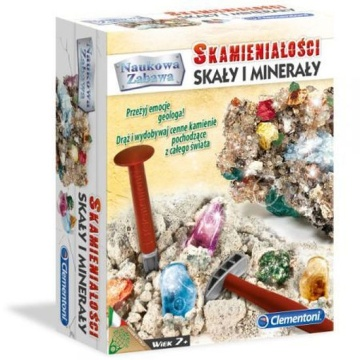 Naukowa
Zabawa
SKAMIENIAŁOŚCI
SKAŁY I MINERAŁY
Przeżyj emocje
geologa!
Drąż i wydobywaj cenne kamienie
pochodzące
z całego świata
WIEK 7+
Clementoni
Naukowa
Zabawa
SKAMIENIAŁOŚCI
SKAŁY I MINERAŁY
Clementoni